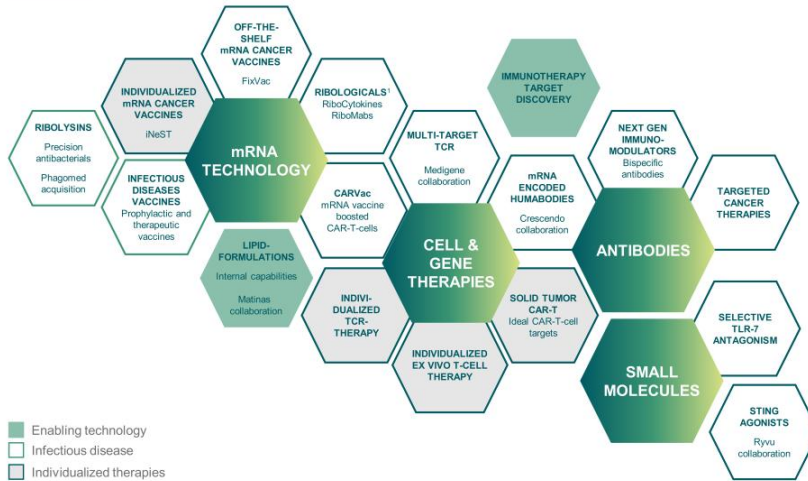 OFF-THE-
SHELF
mRNA CANCER
VACCINES
FixVac
INDIVIDUALIZED
mRNA CANCER
VACCINES
iNeST
RIBOLOGICALS¹
RiboCytokines
RiboMabs
IMMUNOTHERAPY
TARGET
DISCOVERY
RIBOLYSINS
Precision
antibacterials
Phagomed
acquisition
mRNA
TECHNOLOGY
MULTI-TARGET
TCR
Medigene
collaboration
NEXT GEN
IMMUNO-
MODULATORS
Bispecific
antibodies
INFECTIOUS
DISEASES VACCINES
Prophylactic and
therapeutic
vaccines
CARVac
mRNA vaccine
boosted
CAR-T-cells
mRNA
ENCODED
HUMABODIES
Crescendo
collaboration
TARGETED
CANCER
THERAPIES
LIPID-
FORMULATIONS
Internal capabilities
Matinas
collaboration
CELL &
GENE
THERAPIES
ANTIBODIES
INDIVI-
DUALIZED
TCR-
THERAPY
SOLID TUMOR
CAR-T
Ideal CAR-T-cell
targets
SELECTIVE
TLR-7
ANTAGONISM
INDIVIDUALIZED
EX VIVO T-CELL
THERAPY
SMALL
MOLECULES
STING
AGONISTS
Ryvu
collaboration
Enabling technology
Infectious disease
Individualized therapies